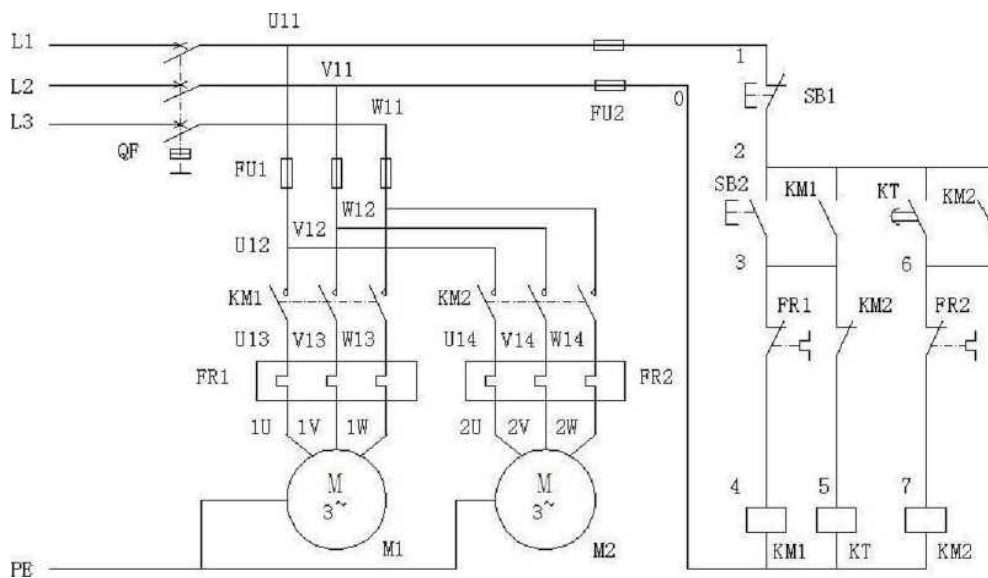 U11
L1
1
V11
L2
0
SB1
W11
FU2
L3
QF
FU1
2
SB2
KM1
KT
KM2
W12
V12
U12
3
6
KM1
KM2
FR1
KM2
FR2
U13
V13
W13
U14
V14
W14
FR1
FR2
1U
1V
1W
2U
2V
2W
M
3~
M
3~
4
5
7
M1
M2
KM1
KT
KM2
PE